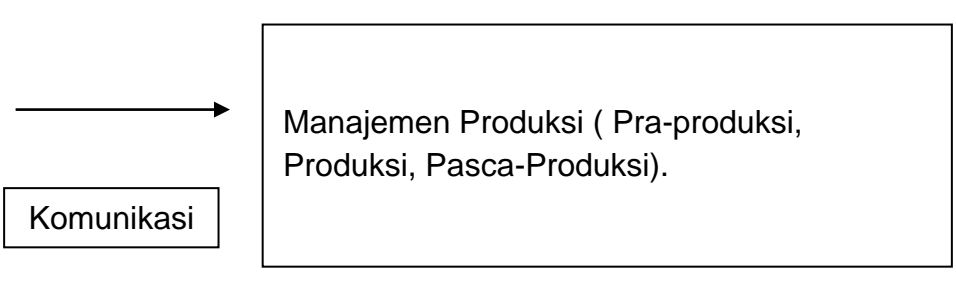 Manajemen Produksi ( Pra-produksi,
Produksi, Pasca-Produksi).
Komunikasi